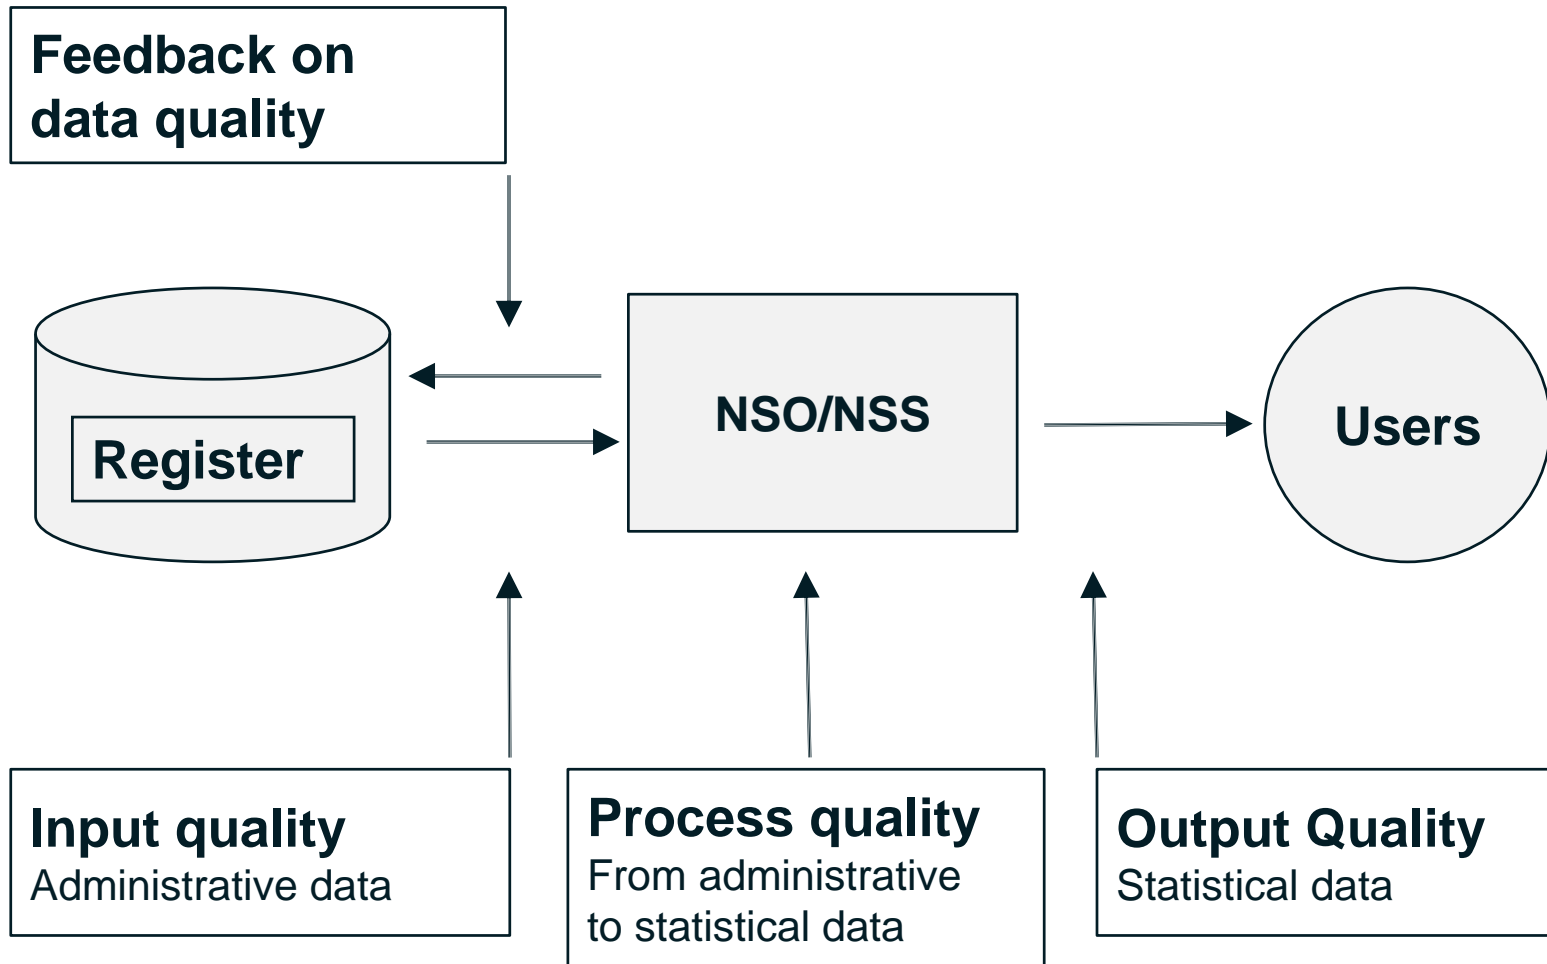 Feedback on
data quality
Register
NSO/NSS
Users
Input quality
Administrative data
Process quality
From administrative
to statistical data
Output Quality
Statistical data